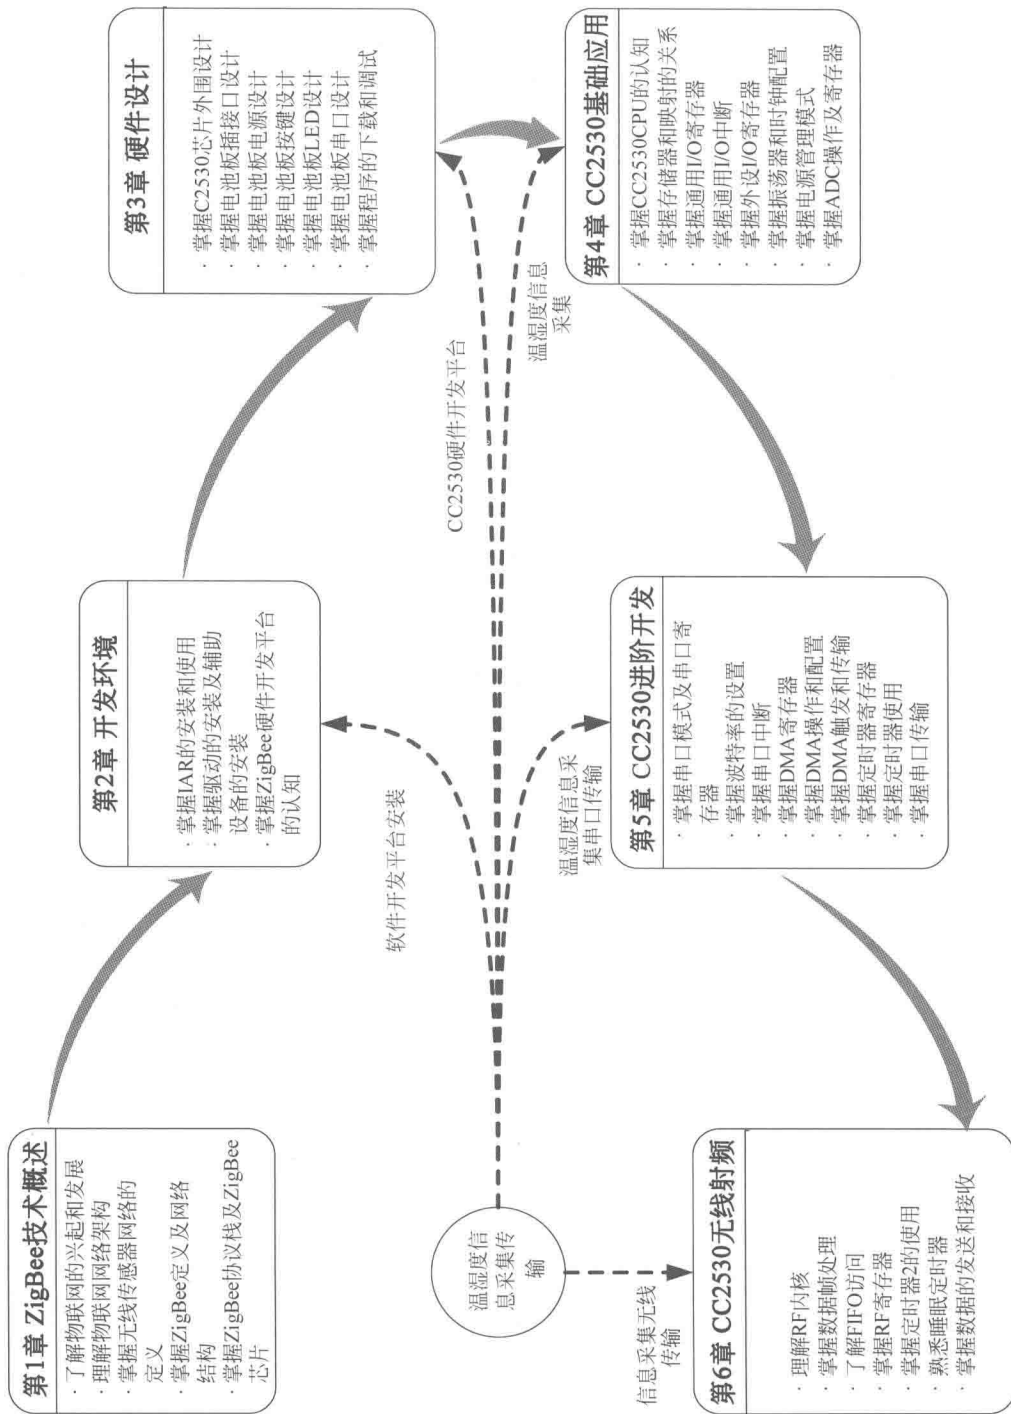 第1章 ZigBee技术概述
· 了解物联网的兴起和发展
· 理解物联网网络架构
· 掌握无线传感器网络的
定义
· 掌握ZigBee定义及网络
结构
· 掌握ZigBee协议栈及ZigBee
芯片
第2章 开发环境
· 掌握IAR的安装和使用
· 掌握驱动的安装及辅助
设备的安装
· 掌握ZigBee硬件开发平台
的认知
第3章 硬件设计
· 掌握C2530芯片外围设计
· 掌握电池板插接口设计
· 掌握电池板电源设计
· 掌握电池板按键设计
· 掌握电池板LED设计
· 掌握电池板串口设计
· 掌握程序的下载和调试
软件开发平台安装
CC2530硬件开发平台
温湿度信
息采集传
输
温湿度信息采
集串口传输
温湿度信息
采集
信息采集无线
传输
第6章 CC2530无线射频
· 理解RF内核
· 掌握数据帧处理
· 了解FIFO访问
· 掌握RF寄存器
· 掌握定时器2的使用
· 熟悉睡眠定时器
· 掌握数据的发送和接收
第5章 CC2530进阶开发
· 掌握串口模式及串口寄
存器
· 掌握波特率的设置
· 掌握串口中断
· 掌握DMA寄存器
· 掌握DMA操作和配置
· 掌握DMA触发和传输
· 掌握定时器寄存器
· 掌握定时器使用
· 掌握串口传输
第4章 CC2530基础应用
· 掌握CC2530CPU的认知
· 掌握存储器和映射的关系
· 掌握通用I/O寄存器
· 掌握通用I/O中断
· 掌握外设I/O寄存器
· 掌握振荡器和时钟配置
· 掌握电源管理模式
· 掌握ADC操作及寄存器